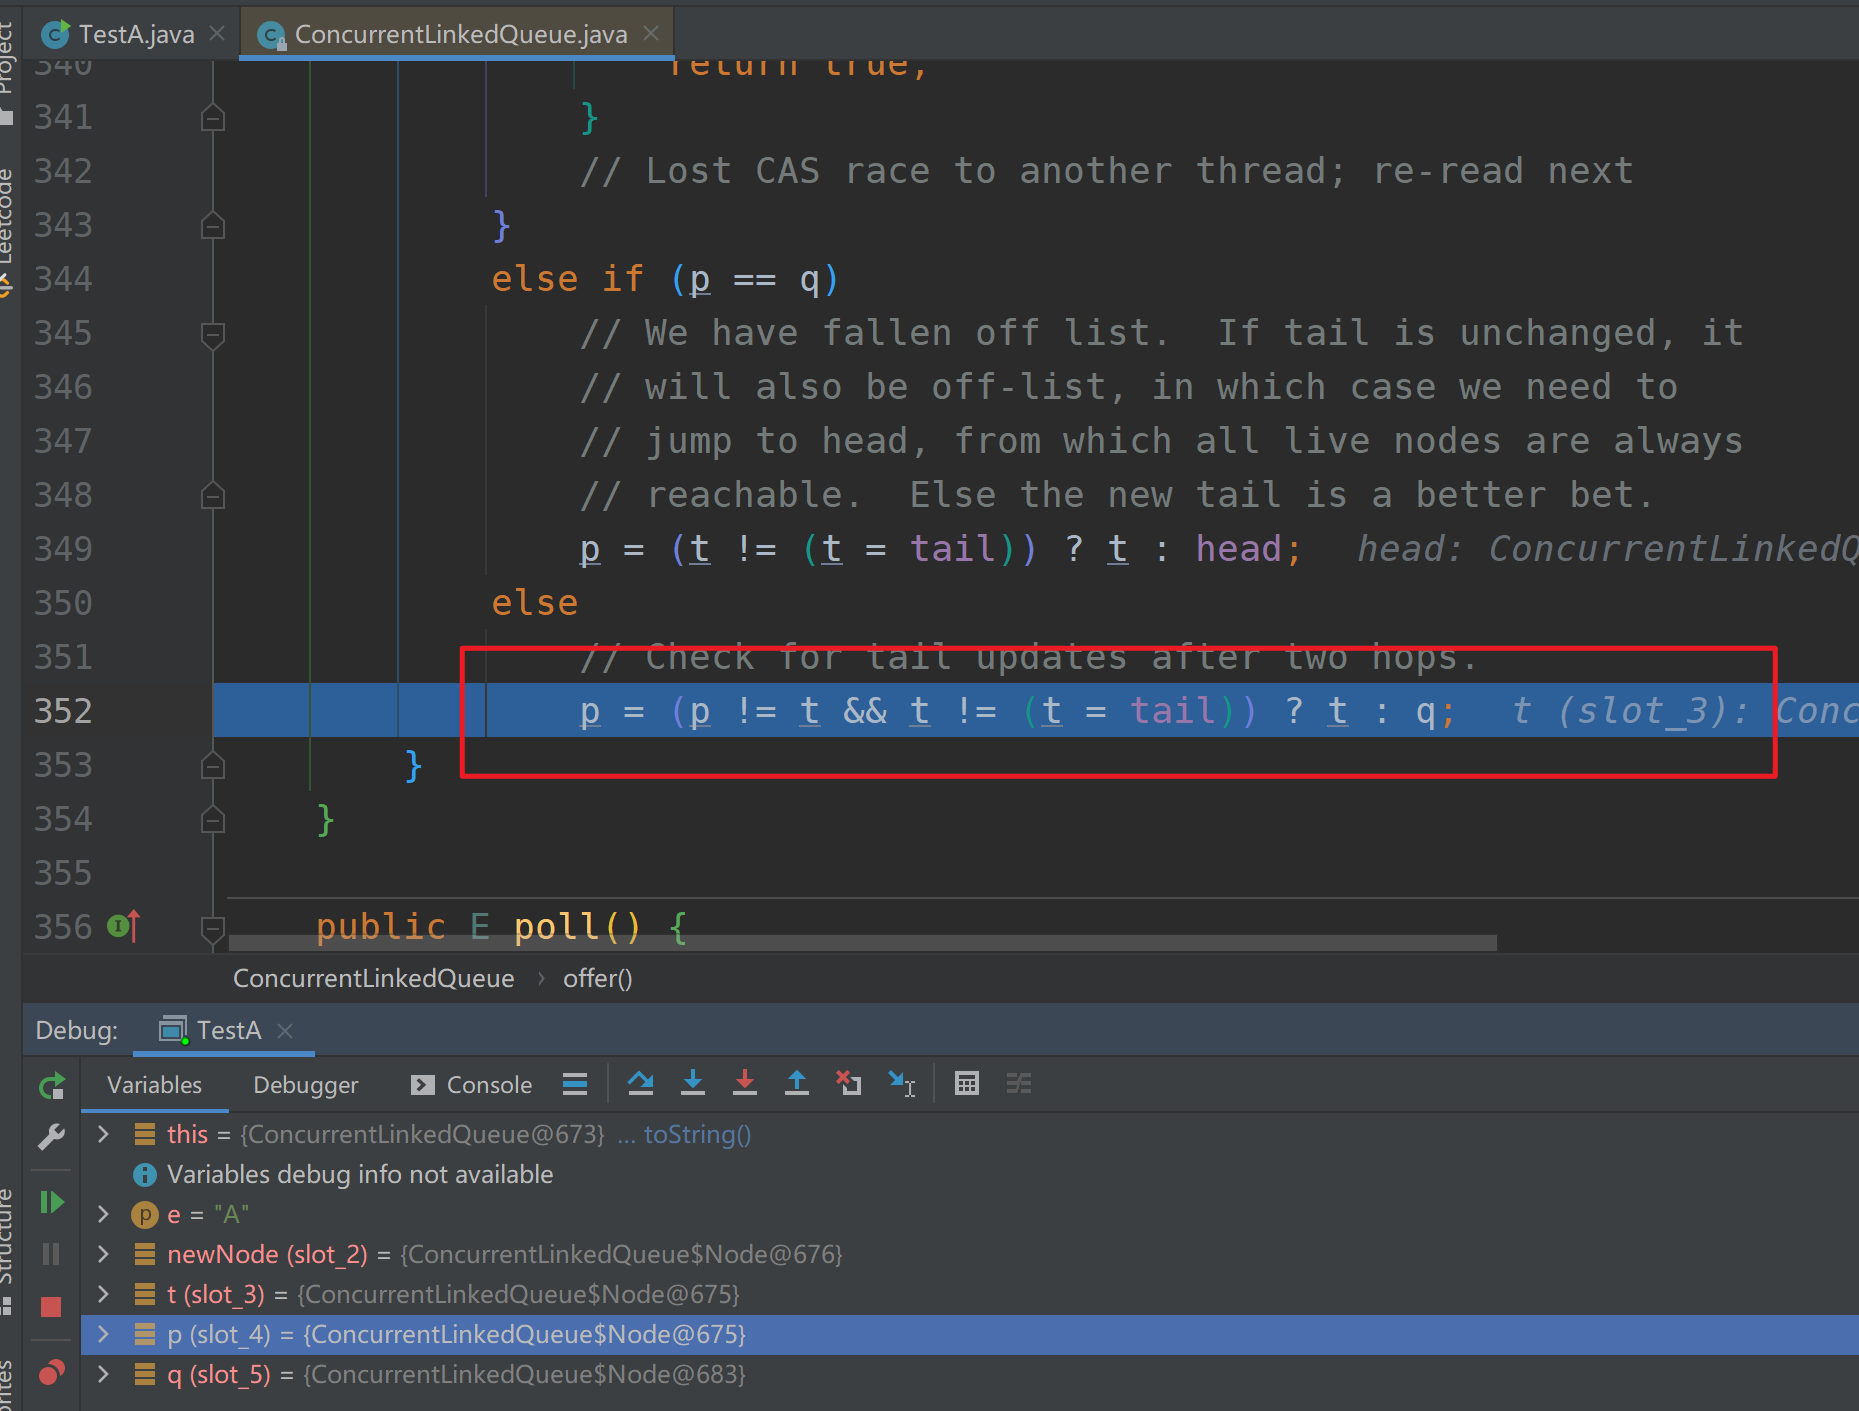 Project
Leetcode
Structure
TestA.java
ConcurrentLinkedQueue.java
340 return true;
341 }
342 // Lost CAS race to another thread; re-read next
343 }
344 else if (p == q)
345 // We have fallen off list.  If tail is unchanged, it
346 // will also be off-list, in which case we need to
347 // jump to head, from which all live nodes are always
348 // reachable.  Else the new tail is a better bet.
349 p = (t != (t = tail)) ? t : head; head: ConcurrentLinkedQ
350 else
351 // Check for tail updates after two hops.
352 p = (p != t && t != (t = tail)) ? t : q; t (slot_3): Conc
353 }
354 }
355
356 public E poll() {
ConcurrentLinkedQueue › offer()
Debug: TestA
Variables Debugger Console
this = {ConcurrentLinkedQueue@673} ... toString()
Variables debug info not available
e = "A"
newNode (slot_2) = {ConcurrentLinkedQueue$Node@676}
t (slot_3) = {ConcurrentLinkedQueue$Node@675}
p (slot_4) = {ConcurrentLinkedQueue$Node@675}
q (slot_5) = {ConcurrentLinkedQueue$Node@683}